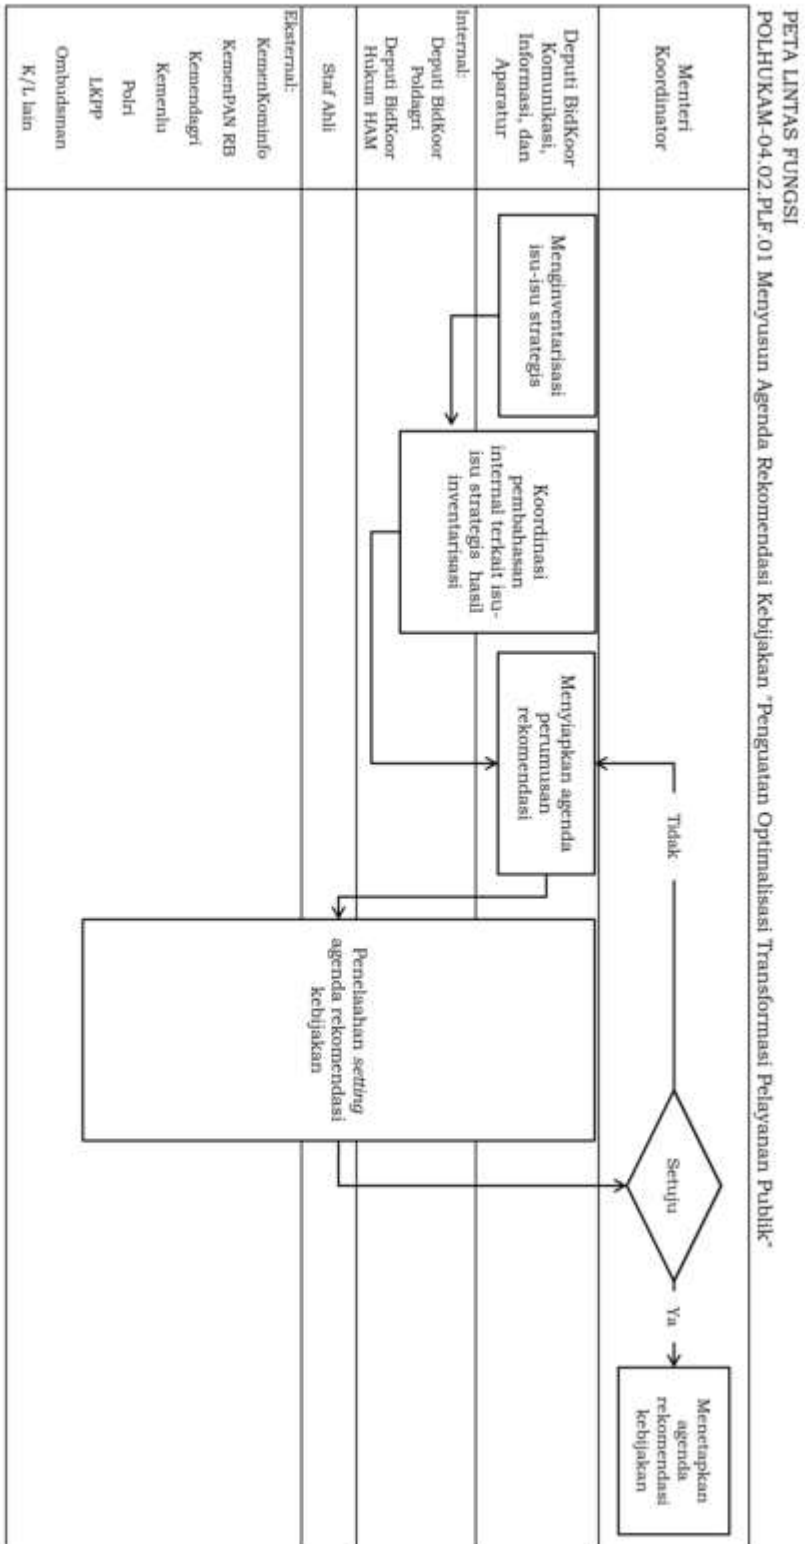 PETA LINTAS FUNGSI
POLHUKAM-04.02.PLF.01 Menyusun Agenda Rekomendasi Kebijakan "Penguatan Optimalisasi Transformasi Pelayanan Publik"
Menteri
Koordinator
Tidak
Setuju
Ya
Menetapkan
agenda
rekomendasi
kebijakan
Deputi BidKoor
Komunikasi,
Informasi, dan
Aparatur
Menginventarisasi
isu-isu strategis
Koordinasi
pembahasan
internal terkait isu-
isu strategis hasil
inventarisasi
Menyiapkan agenda
perumusan
rekomendasi
Internal:
Deputi BidKoor
Poldagri
Deputi BidKoor
Hukum HAM
Staf Ahli
Penelaahan setting
agenda rekomendasi
kebijakan
Eksternal:
KemenKominfo
KemenPAN RB
Kemendagri
Kemenlu
Polri
LKPP
Ombudsman
K/L lain